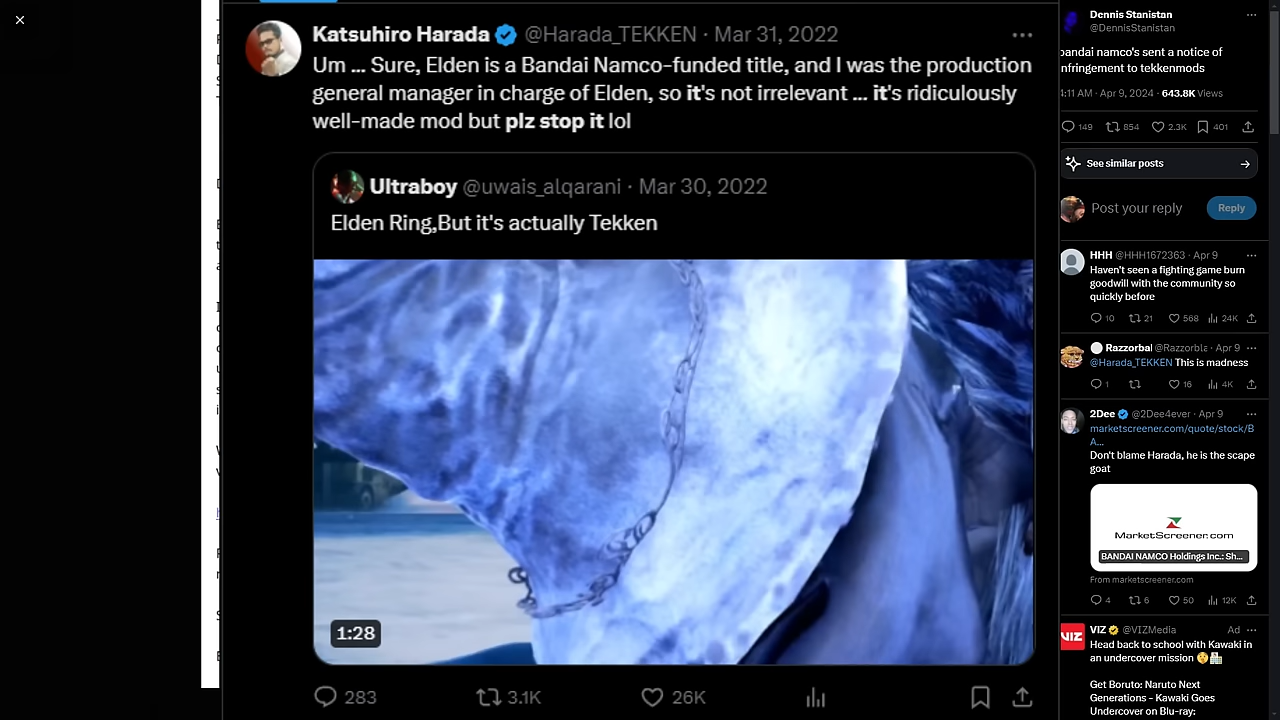 Katsuhiro Harada @Harada_TEKKEN · Mar 31, 2022
Um ... Sure, Elden is a Bandai Namco-funded title, and I was the production
general manager in charge of Elden, so it's not irrelevant ... it's ridiculously
well-made mod but plz stop it lol
Ultraboy @uwais_alqarani · Mar 30, 2022
Elden Ring,But it's actually Tekken
1:28
283
3.1K
26K
Dennis Stanistan
@DennisStanistan
bandai namco's sent a notice of
nfringement to tekkenmods
:11 AM · Apr 9, 2024 · 643.8K Views
149
854
2.3K
401
See similar posts
Post your reply
Reply
HHH @HHH1672363 · Apr 9
Haven't seen a fighting game burn
goodwill with the community so
quickly before
10
21
568
24K
Razzorbal @Razzorbla · Apr 9
@Harada_TEKKEN This is madness
1
16
4K
2Dee @2Dee4ever · Apr 9
marketscreener.com/quote/stock/B
A...
Don't blame Harada, he is the scape
goat
MarketScreener.com
BANDAI NAMCO Holdings Inc.: Sh...
From marketscreener.com
4
6
50
12K
VIZ
VIZ @VIZMedia
Ad
Head back to school with Kawaki in
an undercover mission
Get Boruto: Naruto Next
Generations - Kawaki Goes
Undercover on Blu-ray.